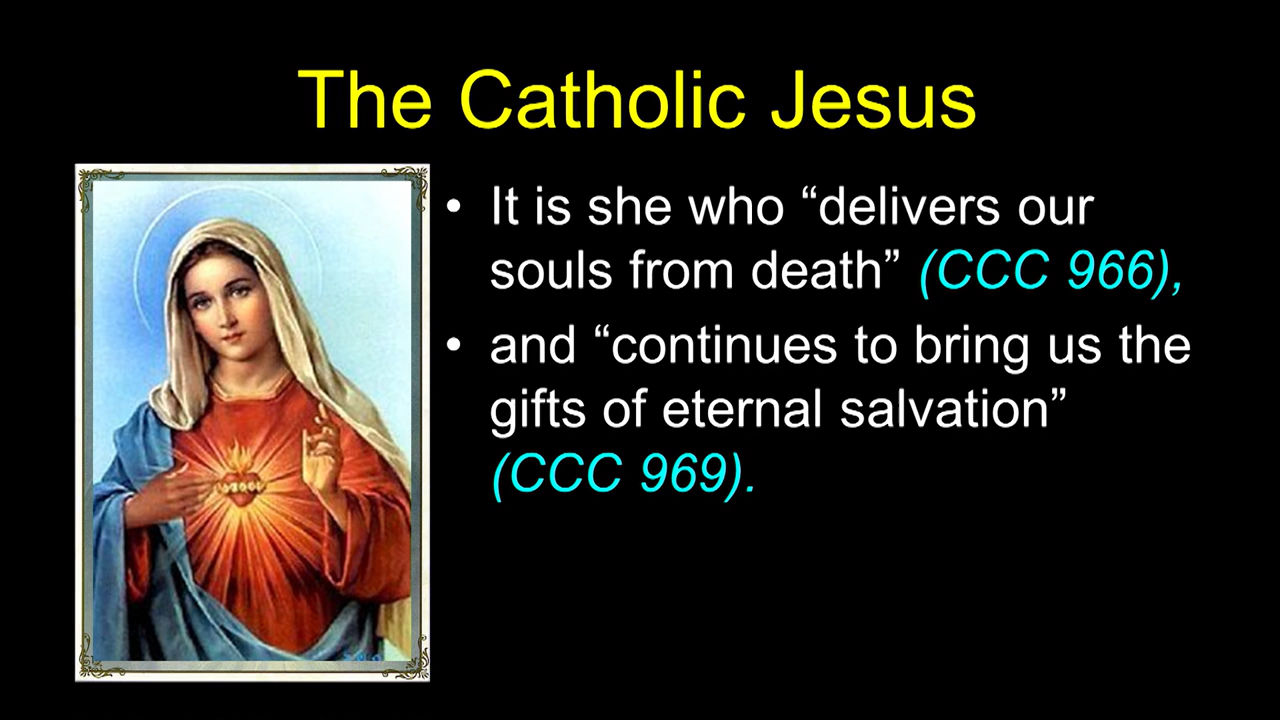 The Catholic Jesus
• It is she who “delivers our
souls from death” (CCC 966),
• and “continues to bring us the
gifts of eternal salvation”
(CCC 969).